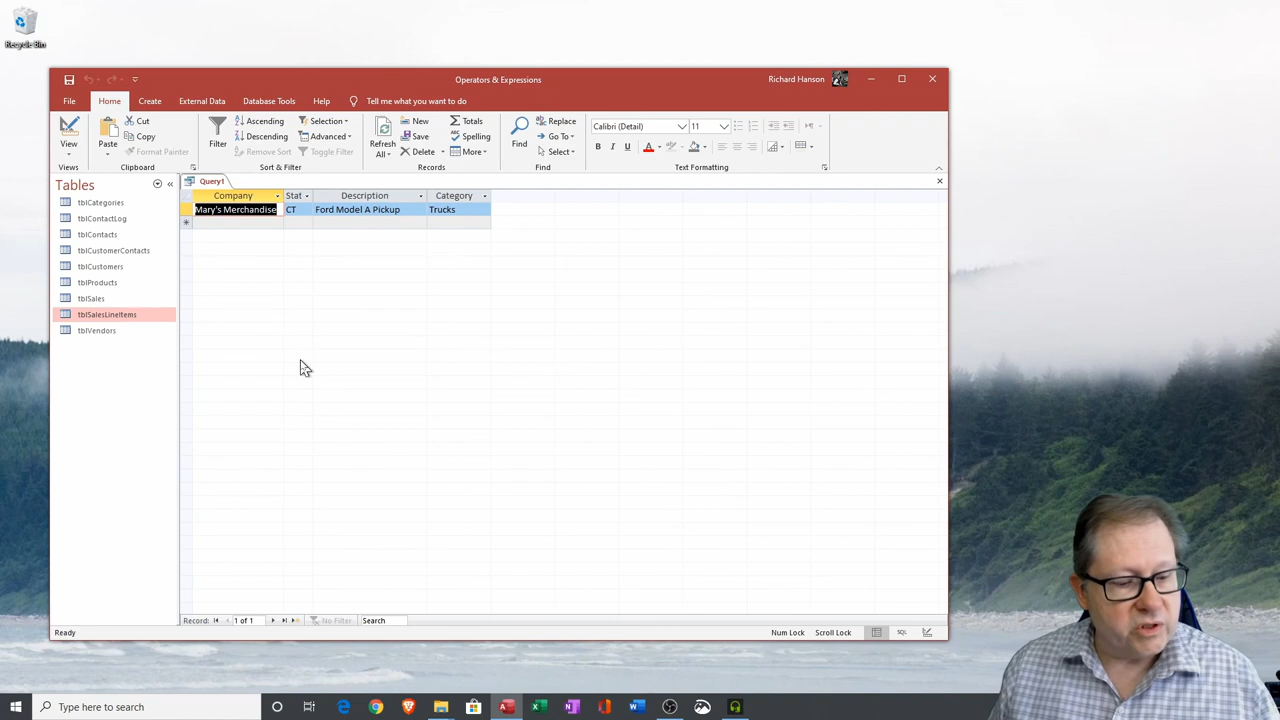 Recycle Bin
Operators & Expressions
Richard Hanson
File
Home
Create
External Data
Database Tools
Help
Tell me what you want to do
View
Views
Paste
Cut
Copy
Format Painter
Clipboard
Filter
Ascending
Descending
Remove Sort
Selection
Advanced
Toggle Filter
Sort & Filter
Refresh
All
New
Save
Delete
Totals
Spelling
More
Records
Find
Replace
Go To
Select
Find
Calibri (Detail)
11
B I U
A
Text Formatting
Tables
tblCategories
tblContactLog
tblContacts
tblCustomerContacts
tblCustomers
tblProducts
tblSales
tblSalesLineItems
tblVendors
Query1
Company Stat Description Category
Mary's Merchandise CT Ford Model A Pickup Trucks
Record: 1 of 1 No Filter Search
Ready
Num Lock Scroll Lock
SQL
Type here to search